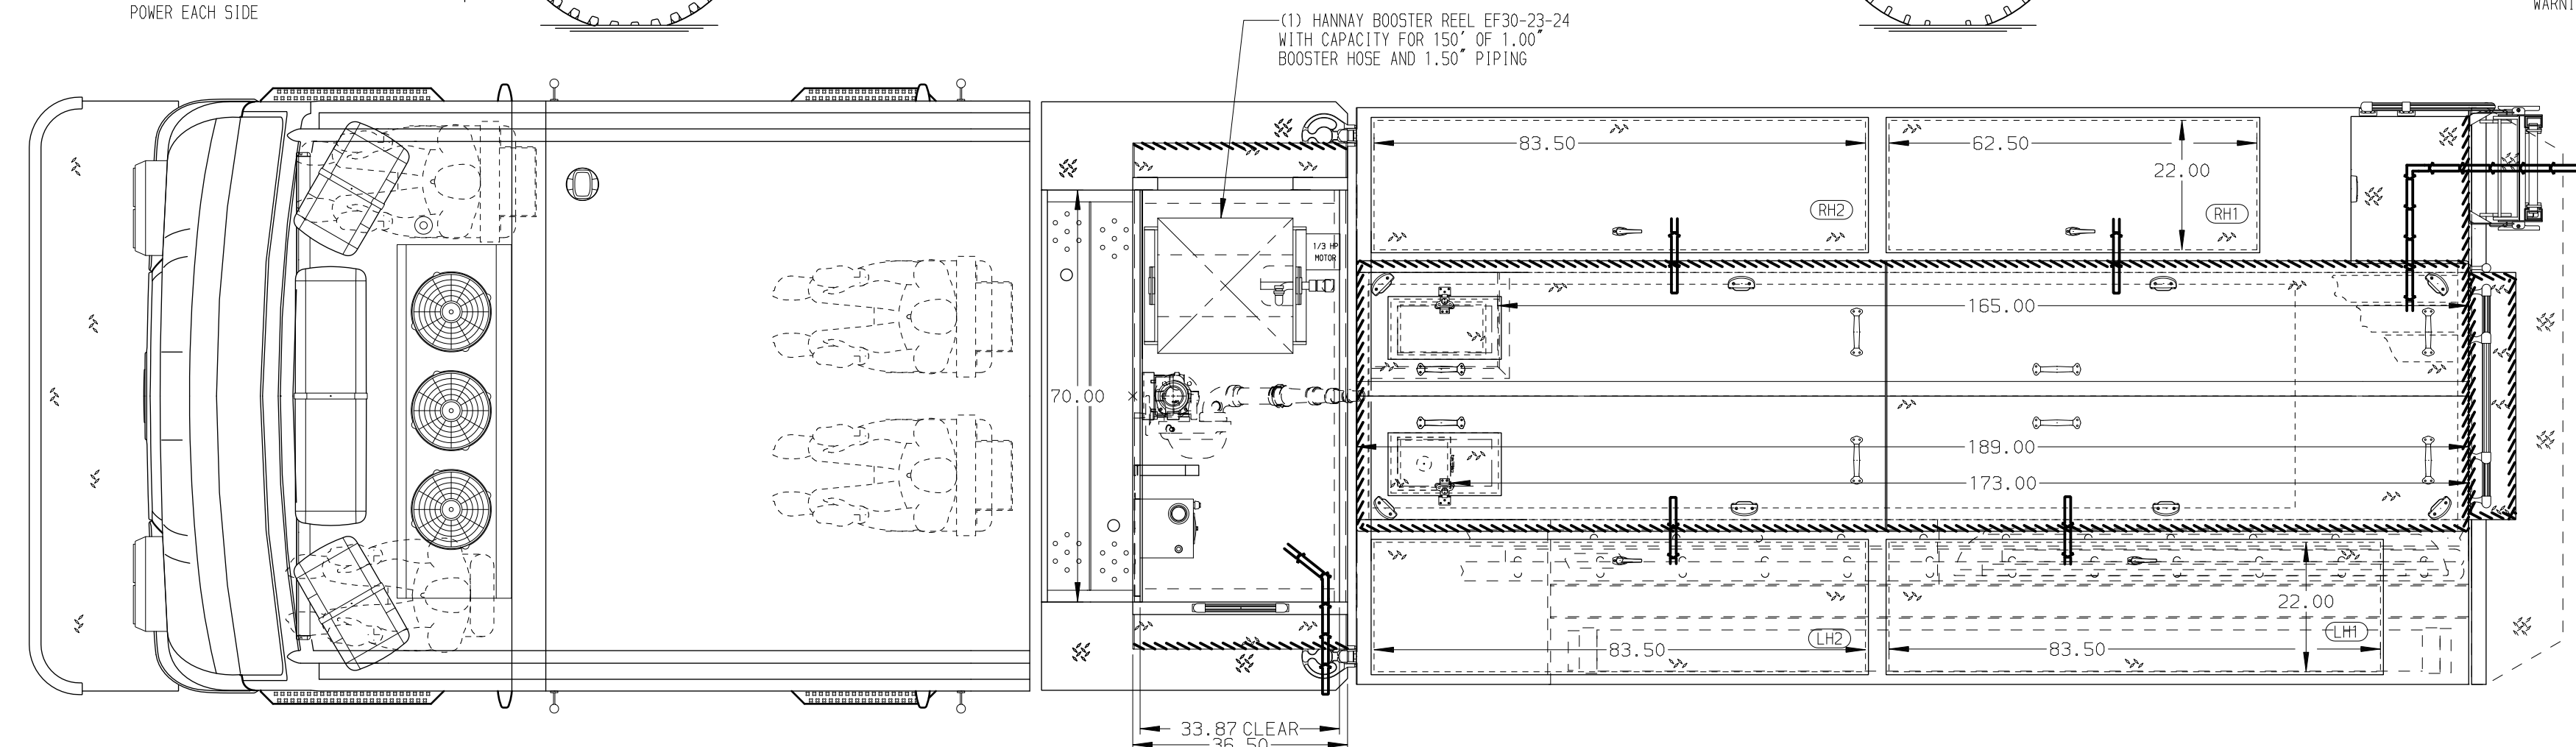 POWER EACH SIDE
(1) HANNAY BOOSTER REEL EF30-23-24
WITH CAPACITY FOR 150' OF 1.00"
BOOSTER HOSE AND 1.50" PIPING
WARNI
83.50
62.50
22.00
RH2
RH1
1/3 HP
MOTOR
165.00
70.00
189.00
173.00
22.00
LH2
LH1
83.50
83.50
33.87 CLEAR
36.50